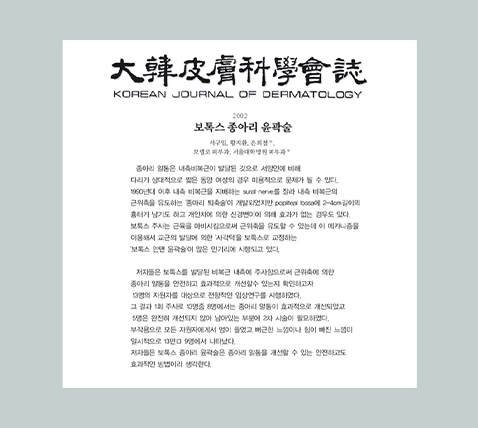 大韓皮膚科學會誌
KOREAN JOURNAL OF DERMATOLOGY
2002
보톡스 종아리 윤곽술
서구일, 황지환, 은희철**,
모델로피부과, 서울대학병원 피부과**
종아리 알통은 내측비복근이 발달된 것으로 서양인에 비해
다리가 상대적으로 짧은 동양 여성의 경우 미용적으로 문제가 될 수 있다.
1990년대 이후 내측 비복근을 지배하는 sural nerve를 잘라 내측 비복근의
근위축을 유도하는 '종아리 퇴축술'이 개발되었지만 popliteal fossa에 2~4cm길이의
흉터가 남기도 하고 개인차에 의한 신경변이에 의해 효과가 없는 경우도 있다.
보톡스 주사는 근육을 마비시킴으로써 근위축을 유도할 수 있는데 이 메카니즘을
이용해서 교근의 발달에 의한 '사각턱'을 보톡스로 교정하는
'보톡스 안면 윤곽술'이 많은 인기리에 시행되고 있다.
저자들은 보톡스를 발달된 비복근 내측에 주사함으로써 근위축에 의한
종아리 알통을 안전하고 효과적으로 개선할수 있는지 확인하고자
13명의 자원자를 대상으로 전향적인 임상연구를 시행하였다.
그 결과 1회 주사로 13명중 8명에서는 종아리 알통이 효과적으로 개선되었고
5명은 완전히 개선되지 않아 남아있는 부분에 2차 시술이 필요하였다.
부작용으로 모든 자원자에게서 멍이 들었고 뻐근한 느낌이나 힘이 빠진 느낌이
일시적으로 13명中 9명에서 나타났다.
저자들은 보톡스 종아리 윤곽술은 종아리 알통을 개선할 수 있는 안전하고도
효과적인 방법이라 생각한다.